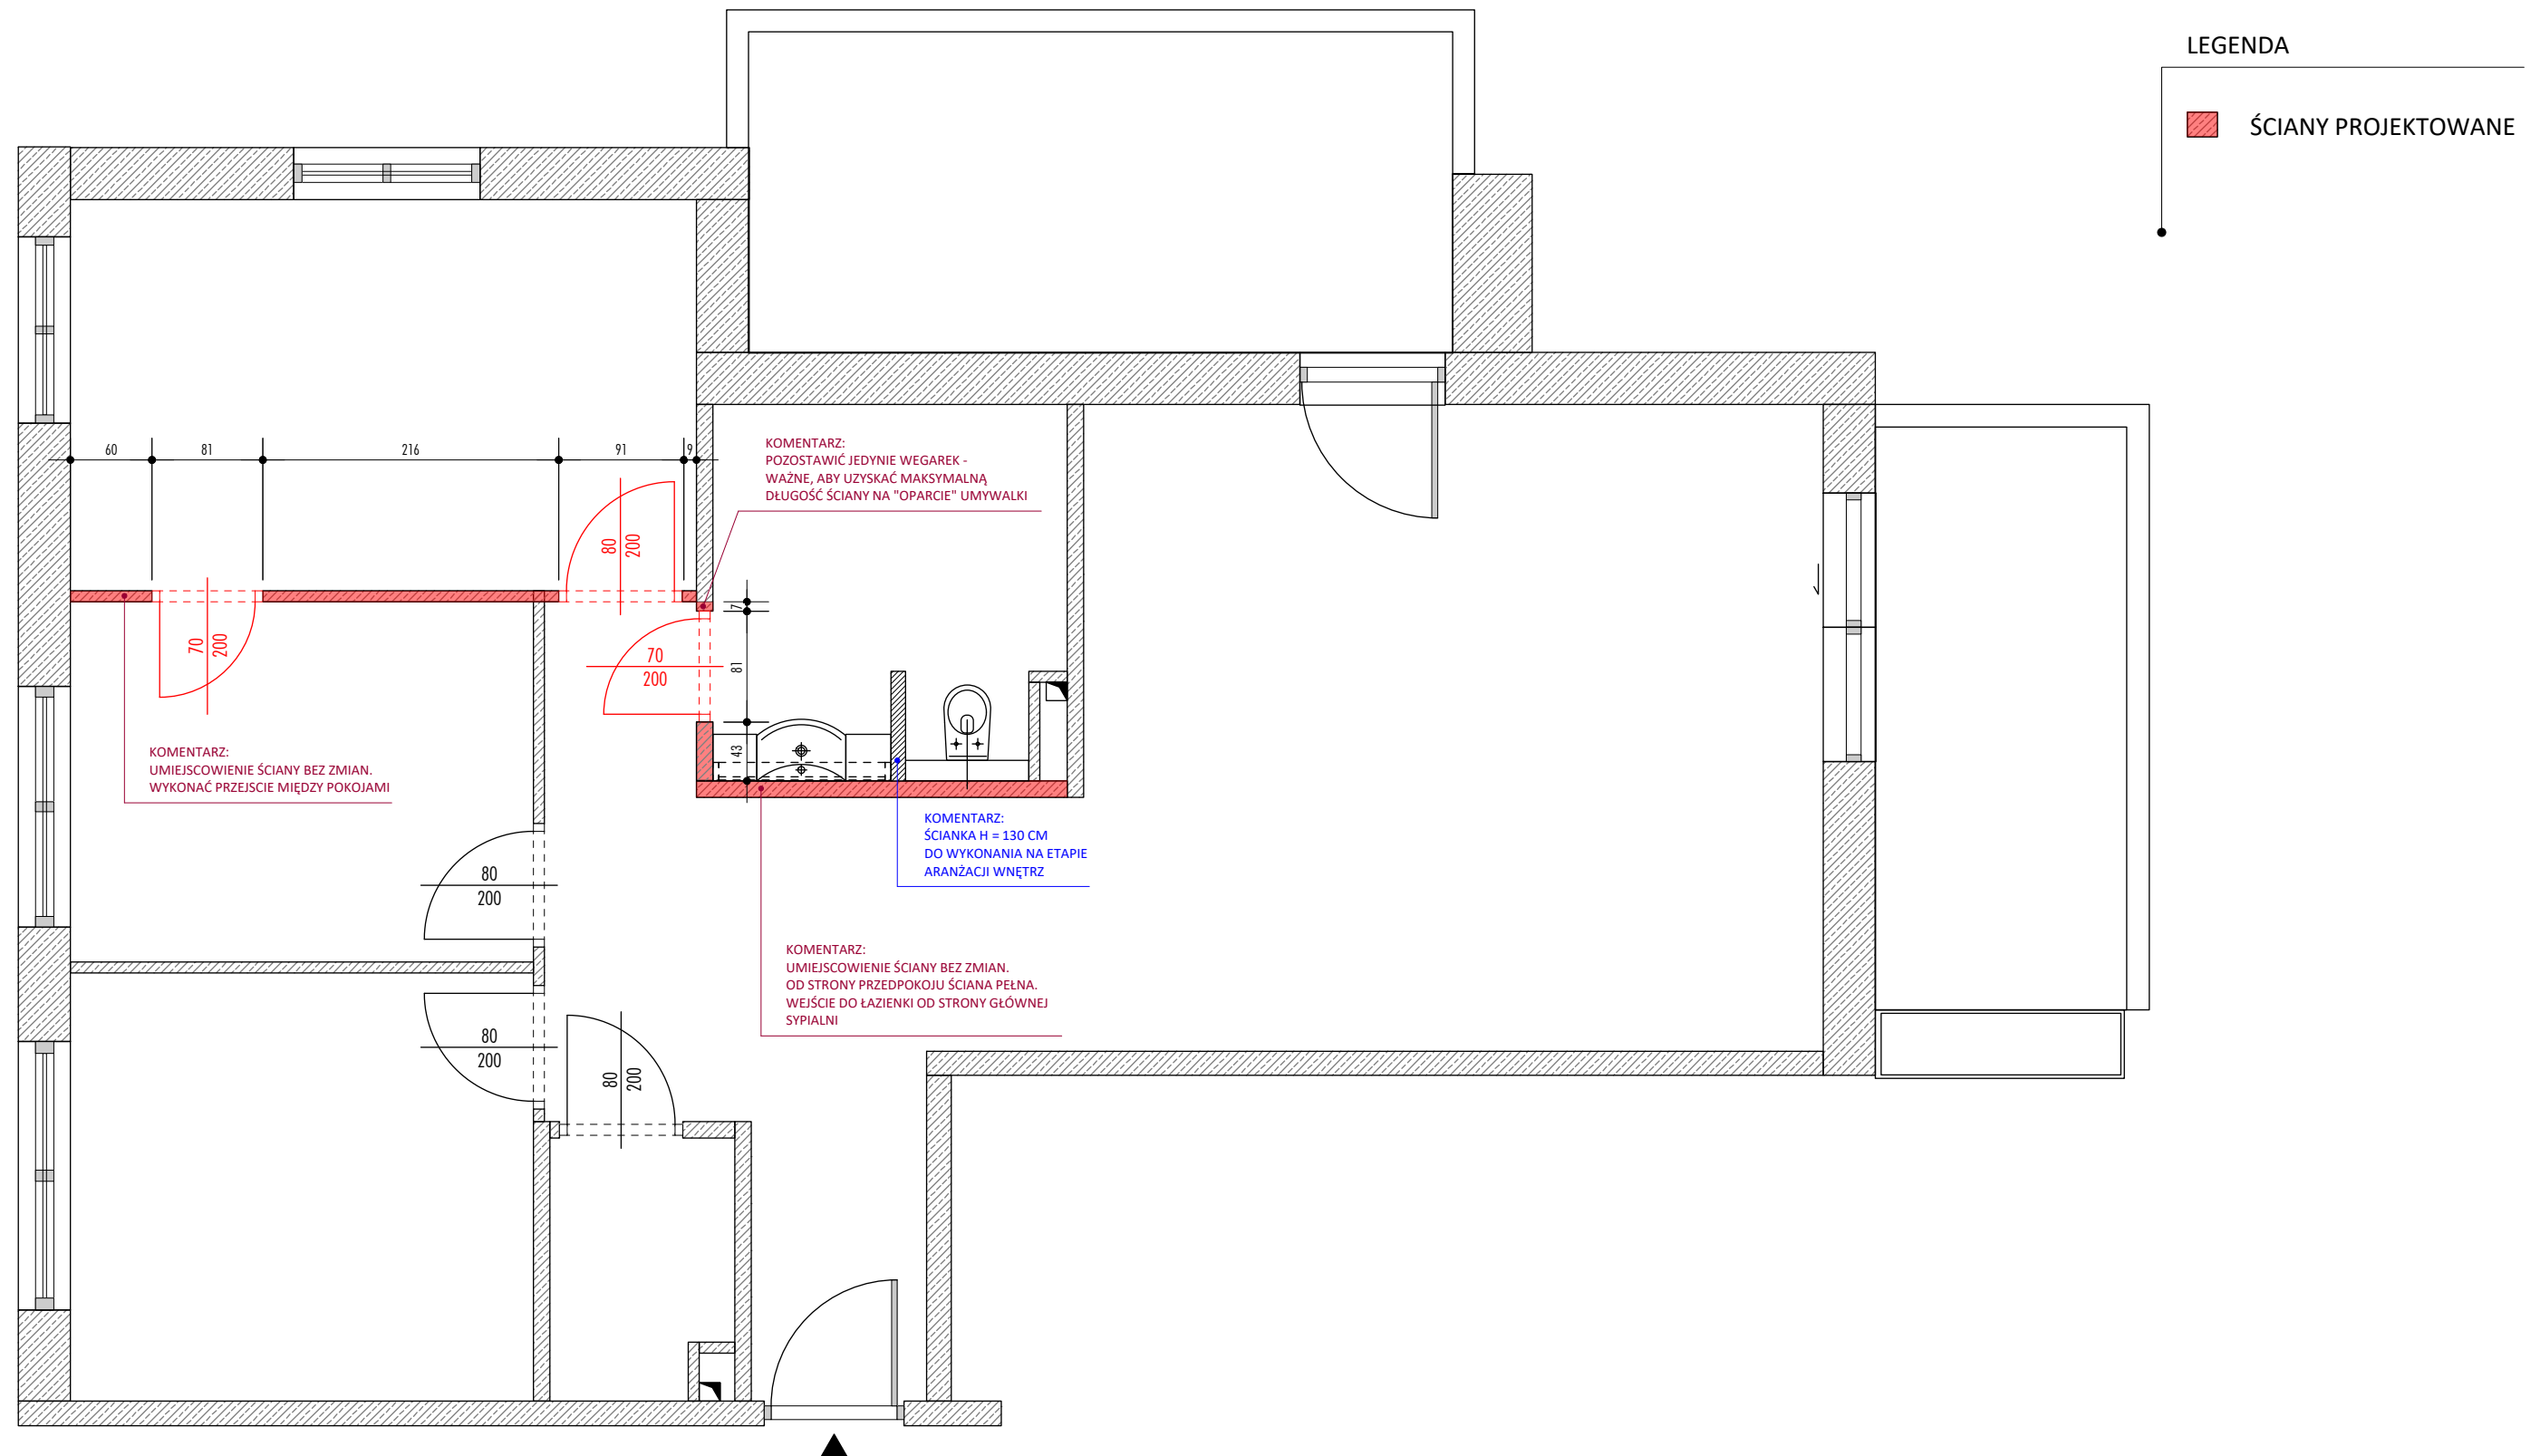 LEGENDA
ŚCIANY PROJEKTOWANE
60
81
216
91
9
KOMENTARZ:
POZOSTAWIĆ JEDYNIE WEGAREK -
WAŻNE, ABY UZYSKAĆ MAKSYMALNĄ
DŁUGOŚĆ ŚCIANY NA "OPARCIE" UMYWALKI
80
200
7
70
200
70
200
81
43
KOMENTARZ:
UMIEJSCOWIENIE ŚCIANY BEZ ZMIAN.
WYKONAĆ PRZEJSCIE MIĘDZY POKOJAMI
KOMENTARZ:
ŚCIANKA H = 130 CM
DO WYKONANIA NA ETAPIE
ARANŻACJI WNĘTRZ
80
200
KOMENTARZ:
UMIEJSCOWIENIE ŚCIANY BEZ ZMIAN.
OD STRONY PRZEDPOKOJU ŚCIANA PEŁNA.
WEJŚCIE DO ŁAZIENKI OD STRONY GŁÓWNEJ
SYPIALNI
80
200
80
200